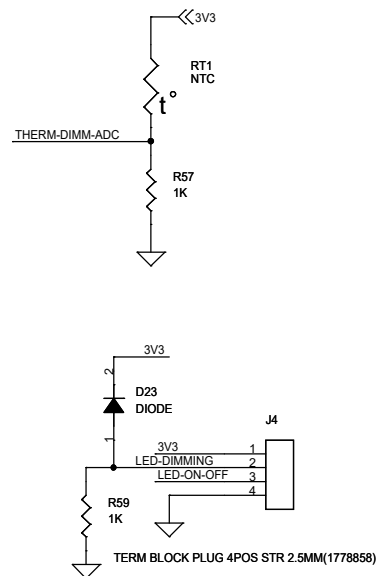 3V3
RT1
NTC
t°
THERM-DIMM-ADC
R57
1K
3V3
2
D23
DIODE
1
J4
3V3 1
LED-DIMMING 2
LED-ON-OFF 3
4
R59
1K
TERM BLOCK PLUG 4POS STR 2.5MM(1778858)